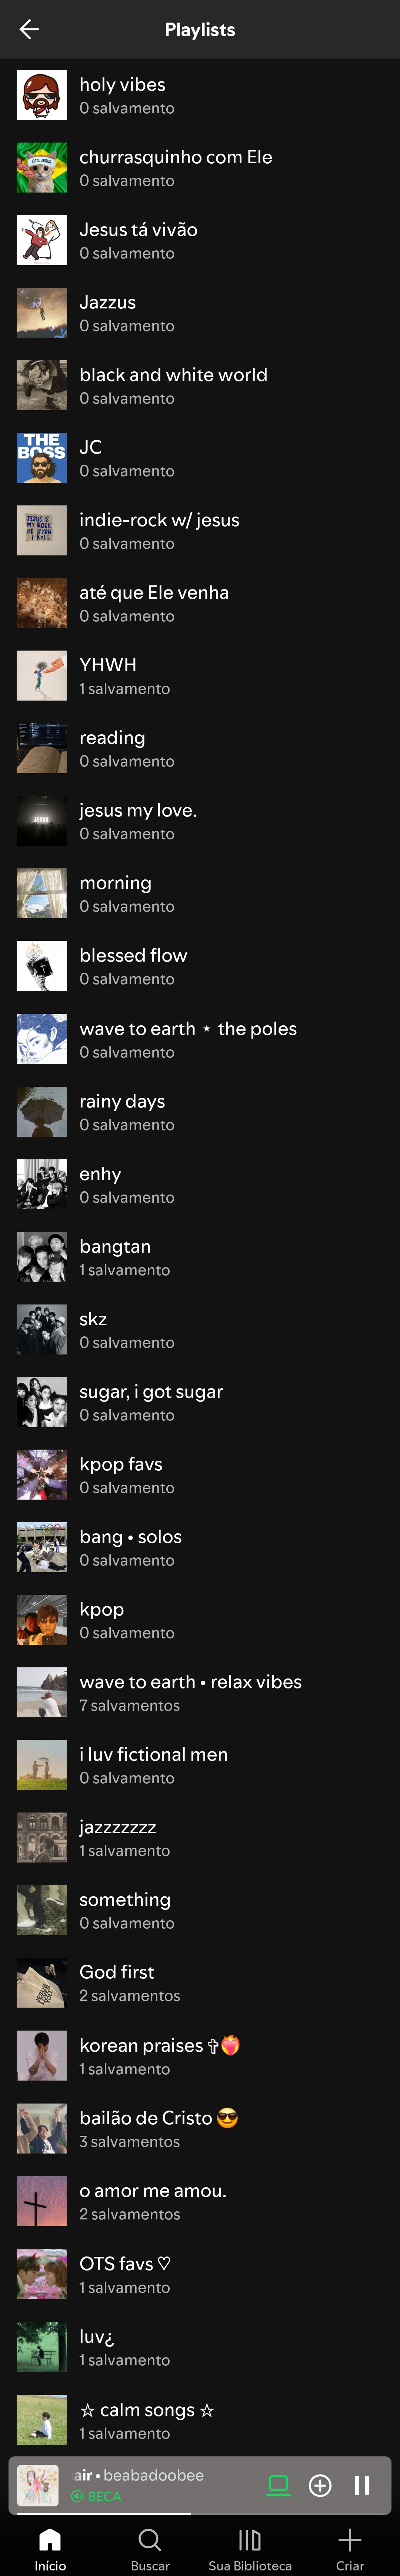 Playlists
holy vibes
0 salvamento
churrasquinho com Ele
0 salvamento
Jesus tá vivão
0 salvamento
Jazzus
0 salvamento
black and white world
0 salvamento
THE
BOSS
JC
0 salvamento
indie-rock w/ jesus
0 salvamento
até que Ele venha
0 salvamento
YHWH
1 salvamento
reading
0 salvamento
JESUS
jesus my love.
0 salvamento
morning
0 salvamento
blessed flow
0 salvamento
wave to earth ⋆ the poles
0 salvamento
rainy days
0 salvamento
enhy
0 salvamento
bangtan
1 salvamento
skz
0 salvamento
sugar, i got sugar
0 salvamento
kpop favs
0 salvamento
bang • solos
0 salvamento
kpop
0 salvamento
wave to earth • relax vibes
7 salvamentos
i luv fictional men
0 salvamento
jazzzzzzz
1 salvamento
something
0 salvamento
God first
2 salvamentos
korean praises ✞❤️‍🔥
1 salvamento
bailão de Cristo 😎
3 salvamentos
o amor me amou.
2 salvamentos
OTS favs ♡
1 salvamento
luv¿
1 salvamento
☆ calm songs ☆
1 salvamento
air • beabadoobee
BECA
Início
Buscar
Sua Biblioteca
Criar